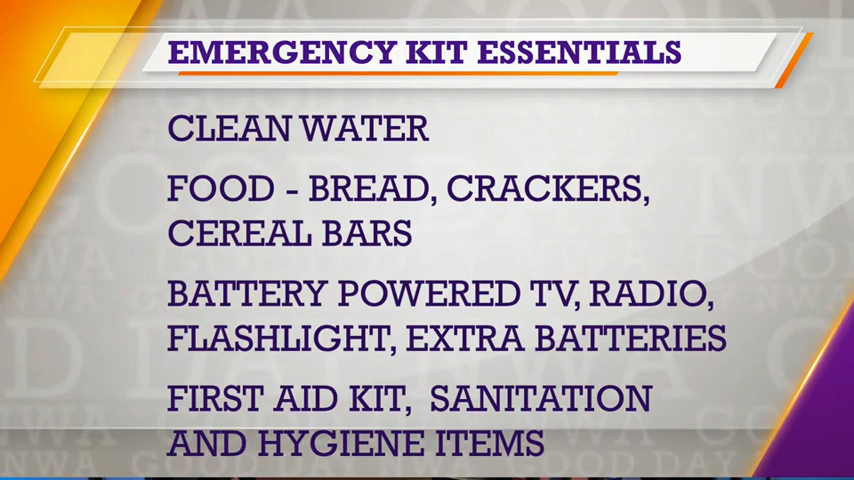 EMERGENCY KIT ESSENTIALS
CLEAN WATER
FOOD - BREAD, CRACKERS,
CEREAL BARS
BATTERY POWERED TV, RADIO,
FLASHLIGHT, EXTRA BATTERIES
FIRST AID KIT, SANITATION
AND HYGIENE ITEMS